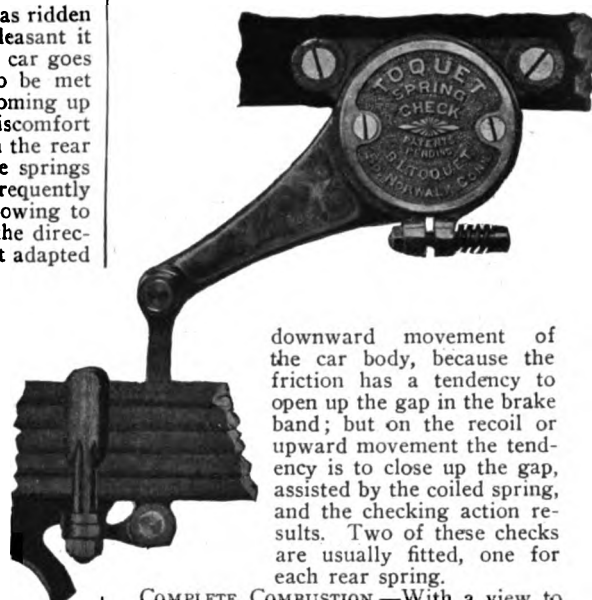 as ridden
leasant it
car goes
o be met
oming up
iscomfort
the rear
e springs
requently
owing to
he direc-
t adapted
TOQUET
SPRING
CHECK
PATENTS
PENDING
B. L. TOQUET
SO. NORWALK CONN
downward movement of
the car body, because the
friction has a tendency to
open up the gap in the brake
band; but on the recoil or
upward movement the tend-
ency is to close up the gap,
assisted by the coiled spring,
and the checking action re-
sults. Two of these checks
are usually fitted, one for
each rear spring.
COMPLETE COMBUSTION.—With a view to